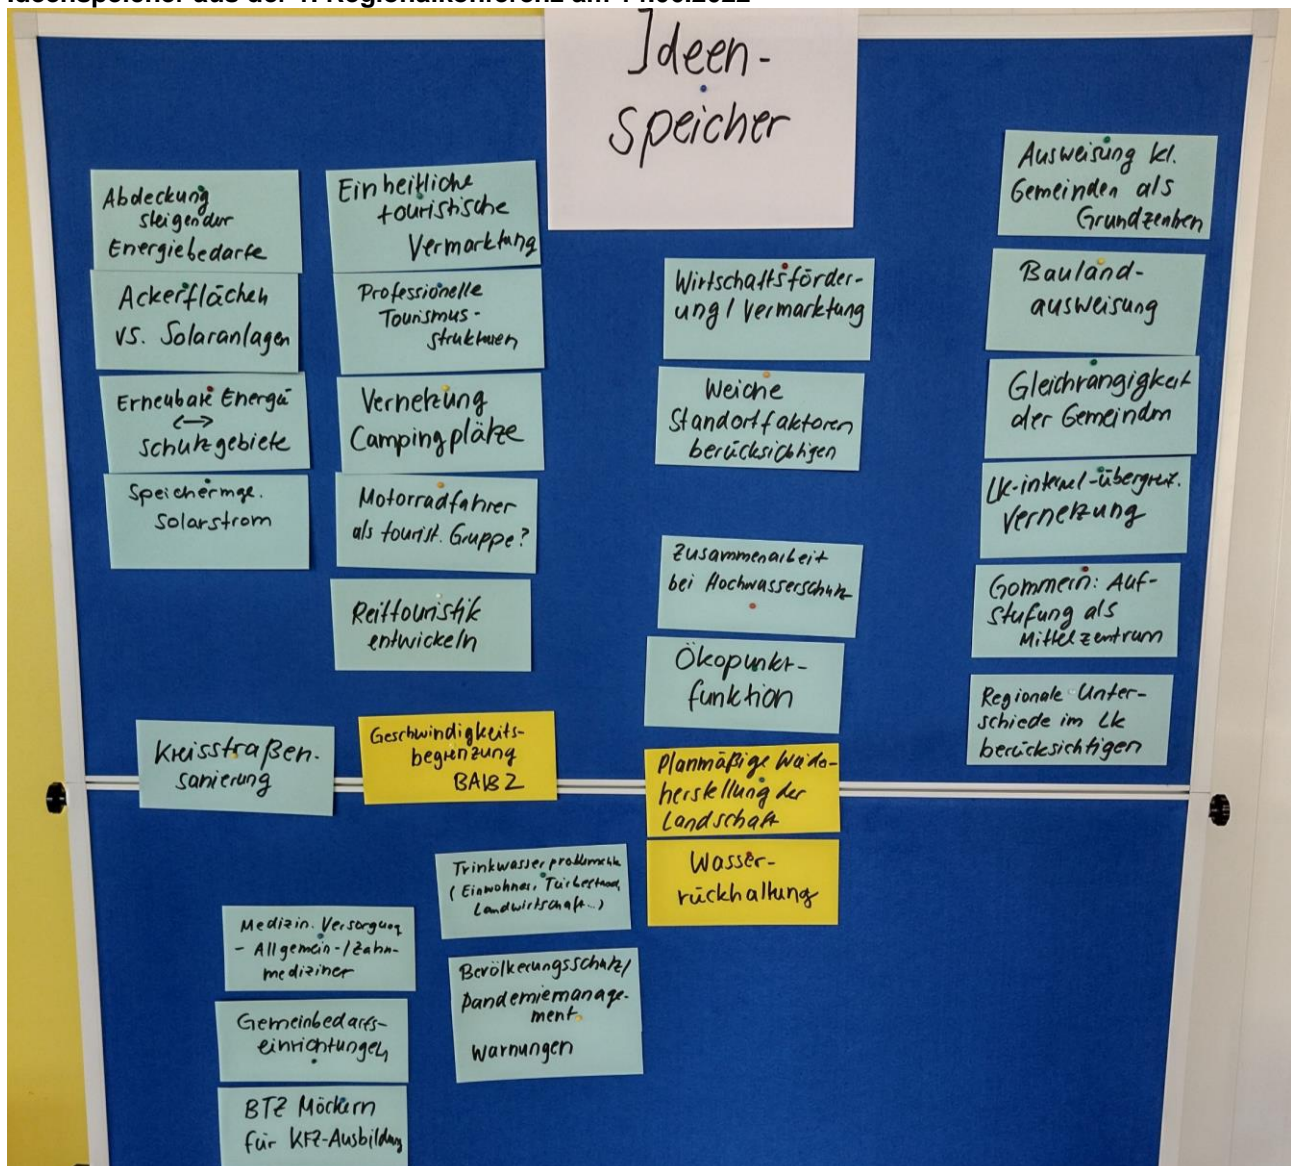 Ideenspeicher aus der 1. Regionalkonferenz am 14.06.2022
Ideen-
speicher
Abdeckung
steigender
Energiebedarfe
Ackerflächen
vs. Solaranlagen
Erneubare Energie
<->
Schutzgebiete
Speichermge.
Solarstrom
Einheitliche
touristische
Vermarktung
Professionelle
Tourismus-
strukturen
Vernetzung
Campingplätze
Motorradfahrer
als tourist. Gruppe?
Reittouristik
entwickeln
Wirtschaftsförder-
ung / Vermarktung
Weiche
Standortfaktoren
berücksichtigen
Zusammenarbeit
bei Hochwasserschutz
Ökopunkt-
funktion
Planmäßige Wieder-
herstellung der
Landschaft
Wasser-
rückhaltung
Ausweisung kl.
Gemeinden als
Grundzentren
Bauland-
ausweisung
Gleichrangigkeit
der Gemeinden
LK-internel-übergreif.
Vernetzung
Gommern: Auf-
stufung als
Mittelzentrum
Regionale Unter-
schiede im LK
berücksichtigen
Kreisstraßen-
sanierung
Geschwindigkeits-
begrenzung
BAB 2
Trinkwasserproblematik
(Einwohner, Tierbestand,
Landwirtschaft...)
Medizin. Versorgung
- Allgemein-/Zahn-
mediziner
Bevölkerungsschutz/
Pandemiemanage-
ment
Warnungen
Gemeinbedarfs-
einrichtungen
BTZ Möckern
für KFZ-Ausbildung